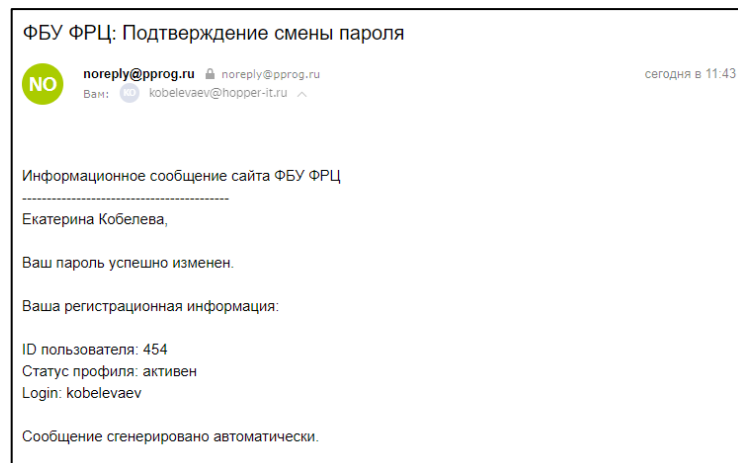 ФБУ ФРЦ: Подтверждение смены пароля
NO
noreply@pprog.ru noreply@pprog.ru
сегодня в 11:43
Вам: KO kobelevaev@hopper-it.ru
Информационное сообщение сайта ФБУ ФРЦ
------------------------------------------
Екатерина Кобелева,
Ваш пароль успешно изменен.
Ваша регистрационная информация:
ID пользователя: 454
Статус профиля: активен
Login: kobelevaev
Сообщение сгенерировано автоматически.